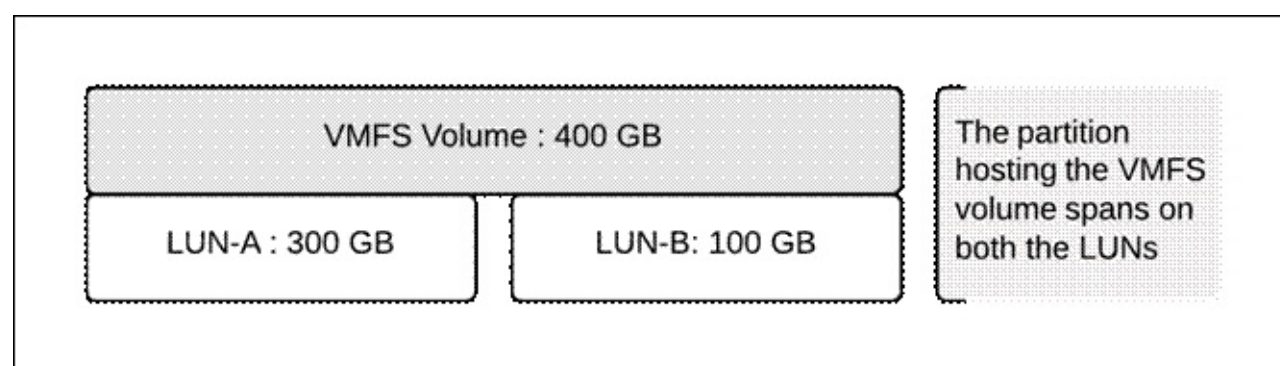 VMFS Volume : 400 GB
LUN-A : 300 GB
LUN-B: 100 GB
The partition
hosting the VMFS
volume spans on
both the LUNs